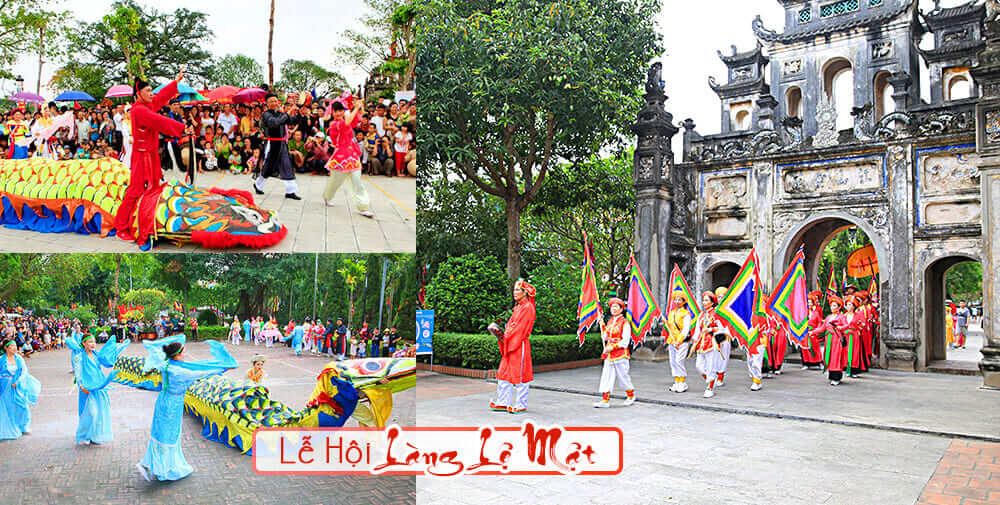 Lễ Hội Làng Lệ Mật